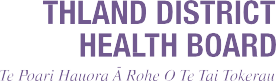 THLAND DISTRICT
HEALTH BOARD
Te Poari Hauora Ā Rohe O Te Tai Tokerau